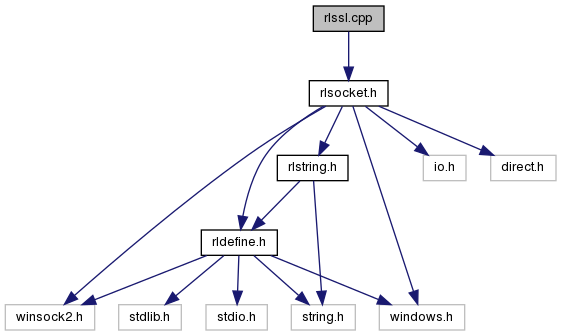 rlssl.cpp
rlsocket.h
rlstring.h
io.h
direct.h
rldefine.h
winsock2.h
stdlib.h
stdio.h
string.h
windows.h